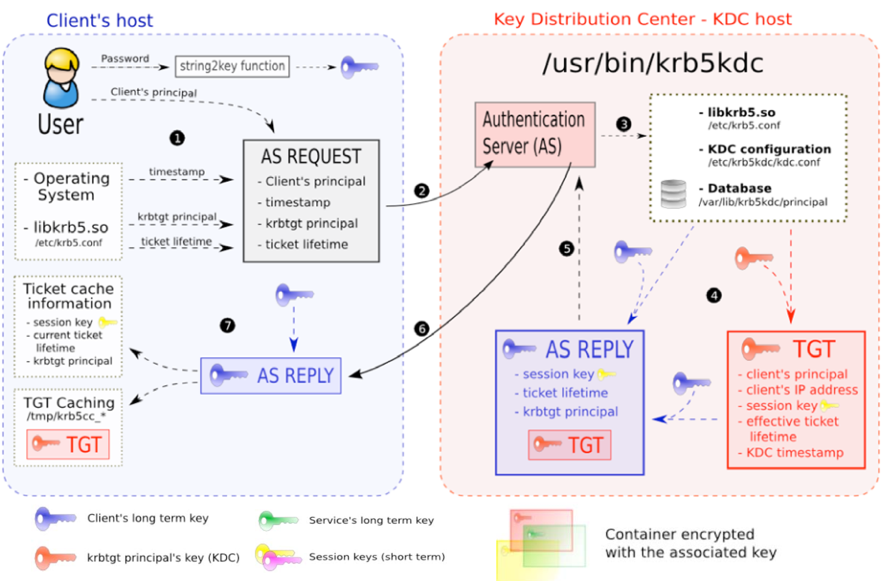 Client's host
Key Distribution Center - KDC host
Password
string2key function
Client's principal
User
1
/usr/bin/krb5kdc
Authentication
Server (AS)
3
- libkrb5.so
/etc/krb5.conf
- KDC configuration
/etc/krb5kdc/kdc.conf
- Database
/var/lib/krb5kdc/principal
- Operating
System
- libkrb5.so
/etc/krb5.conf
timestamp
krbtgt principal
ticket lifetime
AS REQUEST
- Client's principal
- timestamp
- krbtgt principal
- ticket lifetime
2
5
4
6
7
Ticket cache
information
- session key
- current ticket
lifetime
- krbtgt principal
AS REPLY
TGT Caching
/tmp/krb5cc_*
TGT
AS REPLY
- session key
- ticket lifetime
- krbtgt principal
TGT
TGT
- client's principal
- client's IP address
- session key
- effective ticket
lifetime
- KDC timestamp
Client's long term key
Service's long term key
krbtgt principal's key (KDC)
Session keys (short term)
Container encrypted
with the associated key